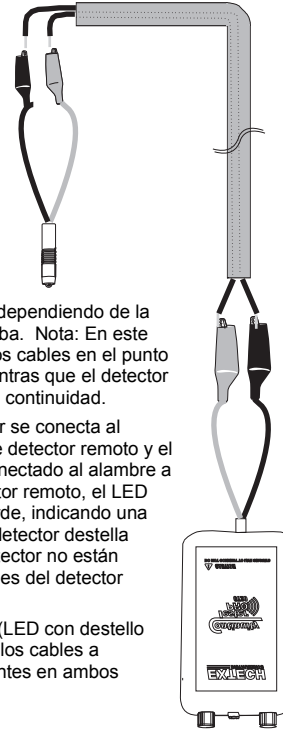 dependiendo de la
ba. Nota: En este
os cables en el punto
ntras que el detector
continuidad.
r se conecta al
e detector remoto y el
nectado al alambre a
tor remoto, el LED
rde, indicando una
detector destella
tector no están
es del detector
(LED con destello
los cables a
ntes en ambos
EXTECH